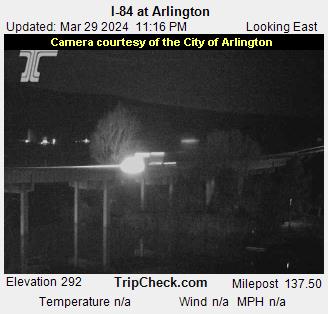 I-84 at Arlington
Updated: Mar 29 2024 11:16 PM Looking East
Camera courtesy of the City of Arlington
Elevation 292 TripCheck.com Milepost 137.50
Temperature n/a Wind n/a MPH n/a